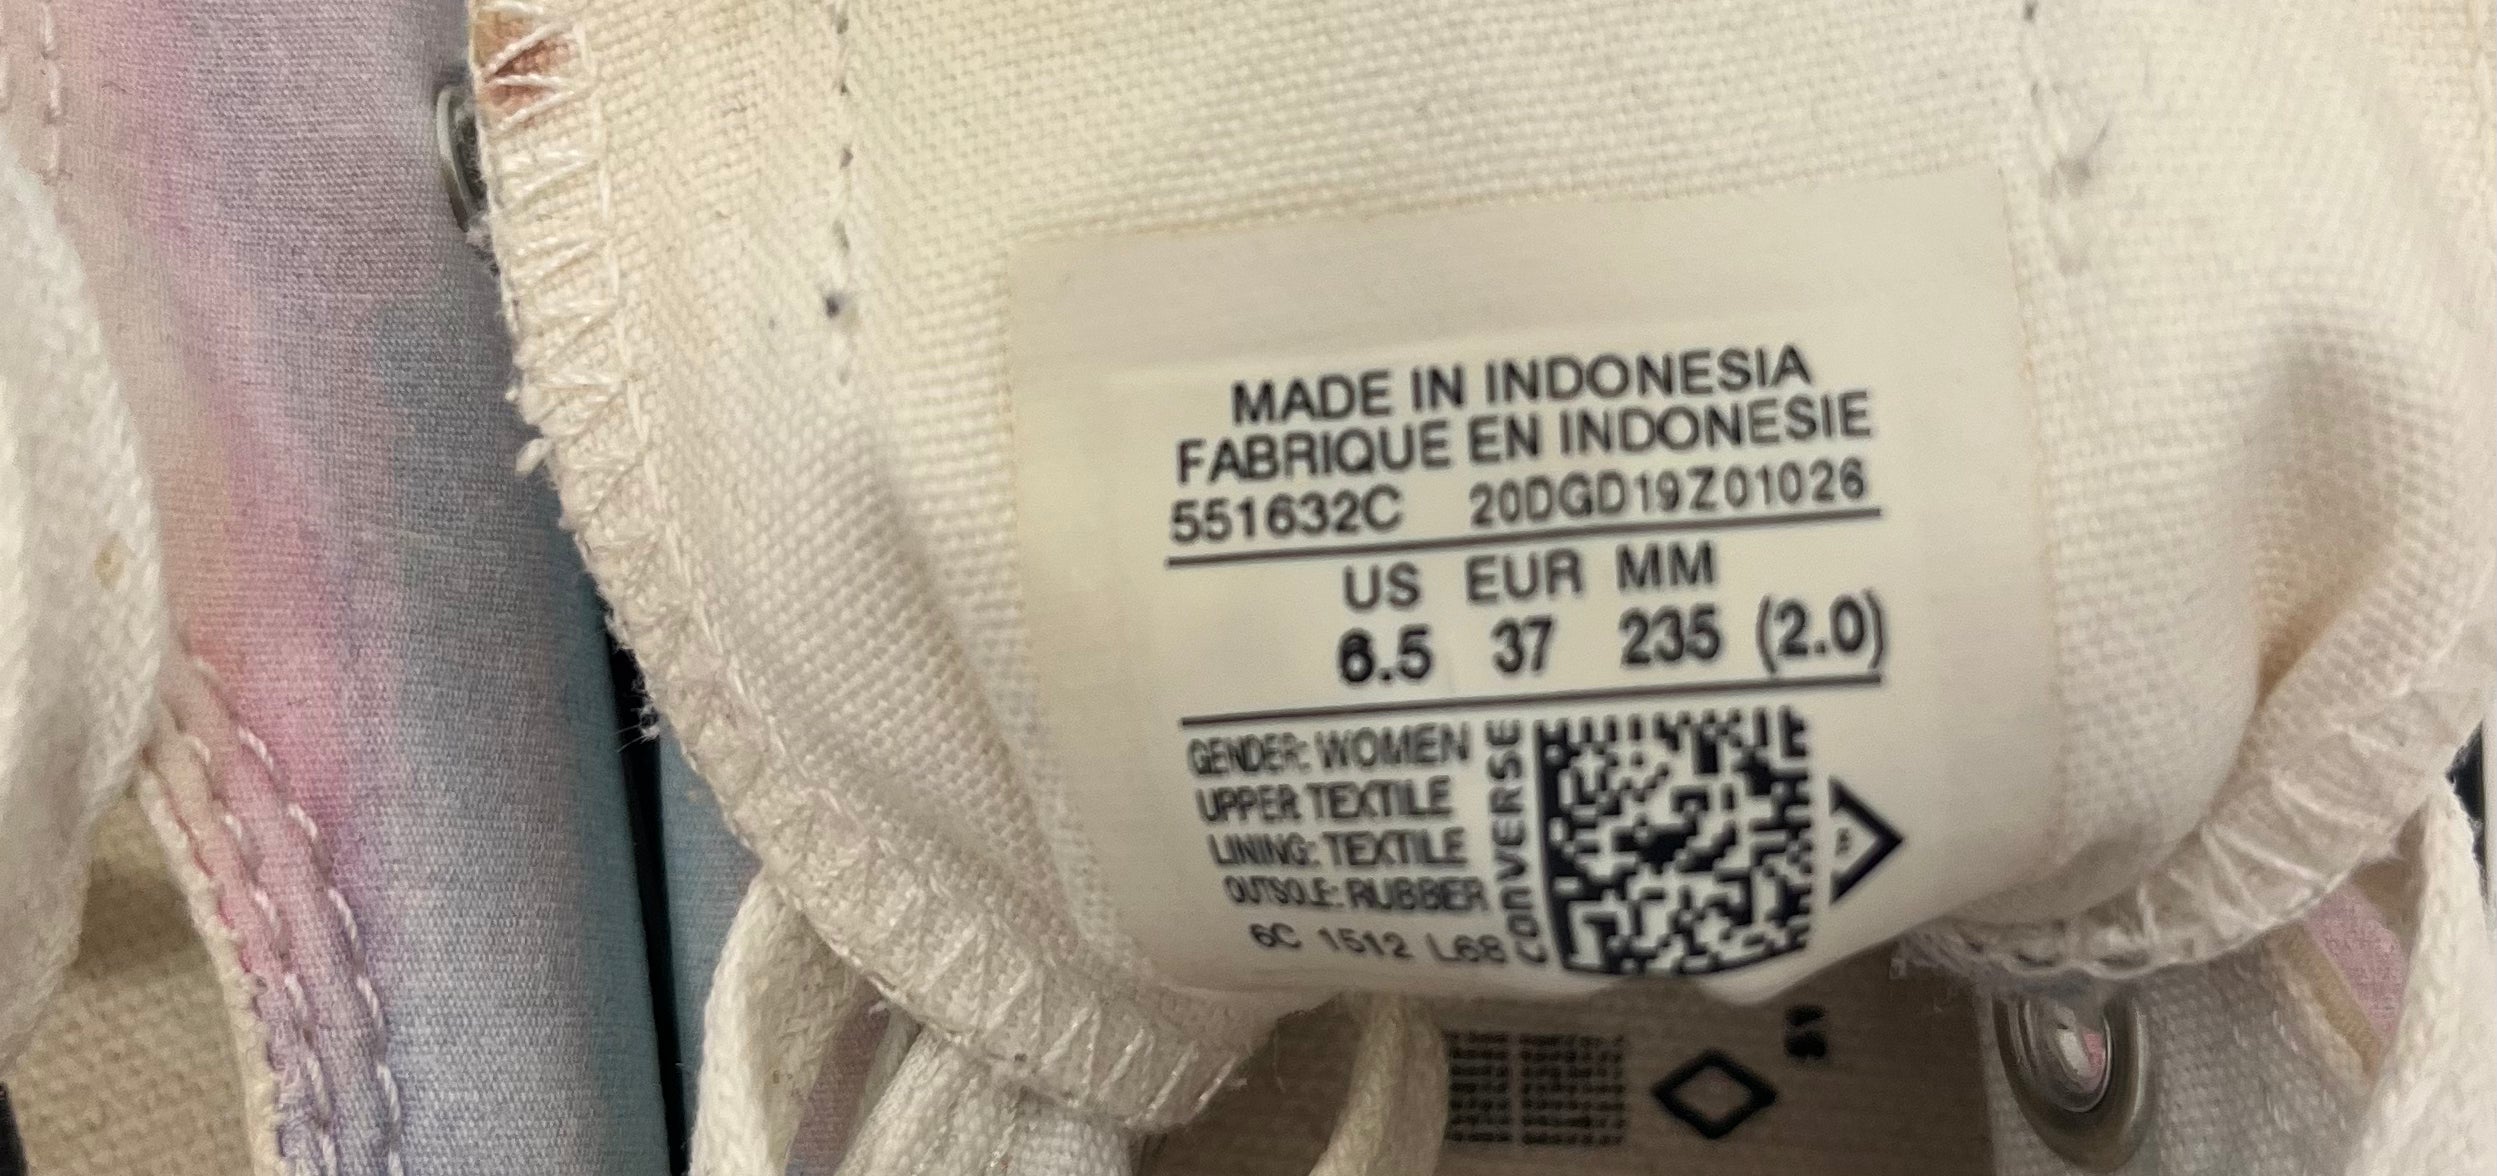 MADE IN INDONESIA
FABRIQUE EN INDONESIE
551632C 20DGD19Z01026
US EUR MM
6.5 37 235 (2.0)
GENDER: WOMEN
UPPER: TEXTILE
LINING: TEXTILE
OUTSOLE: RUBBER
6C 1512 L68
CONVERSE